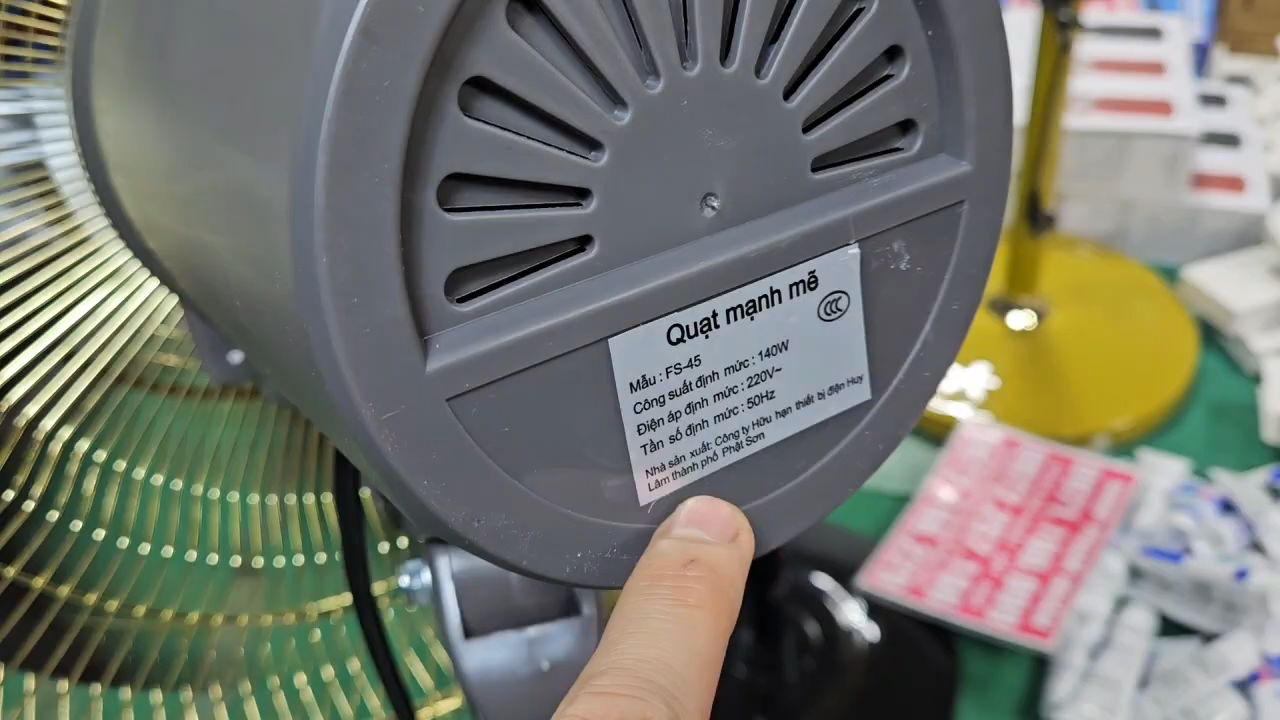 Quạt mạnh mẽ
CCC
Mẫu : FS-45
Công suất định mức : 140W
Điện áp định mức : 220V~
Tần số định mức : 50Hz
Nhà sản xuất: Công ty Hữu hạn thiết bị điện Huy
Lâm thành phố Phật Sơn